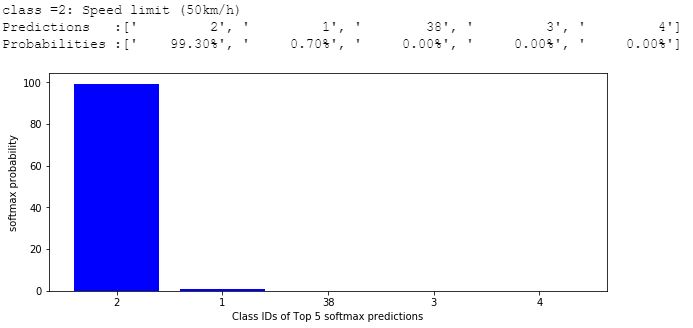 class =2: Speed limit (50km/h)
Predictions   :['        2', '        1', '        38', '        3', '        4']
Probabilities :['    99.30%', '    0.70%', '    0.00%', '    0.00%', '    0.00%']
100
80
60
40
20
0
softmax probability
2 1 38 3 4
Class IDs of Top 5 softmax predictions